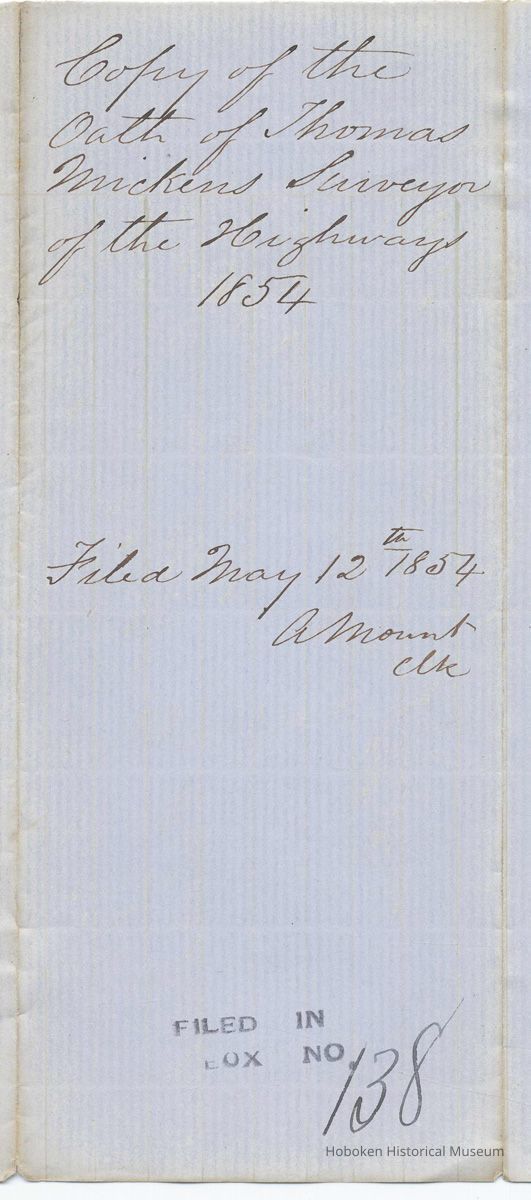 Copy of the
Oath of Thomas
Mickens Surveyor
of the Highways
1854
Filed May 12th 1854
A Mount
Clk
FILED IN
BOX NO. 138
Hoboken Historical Museum